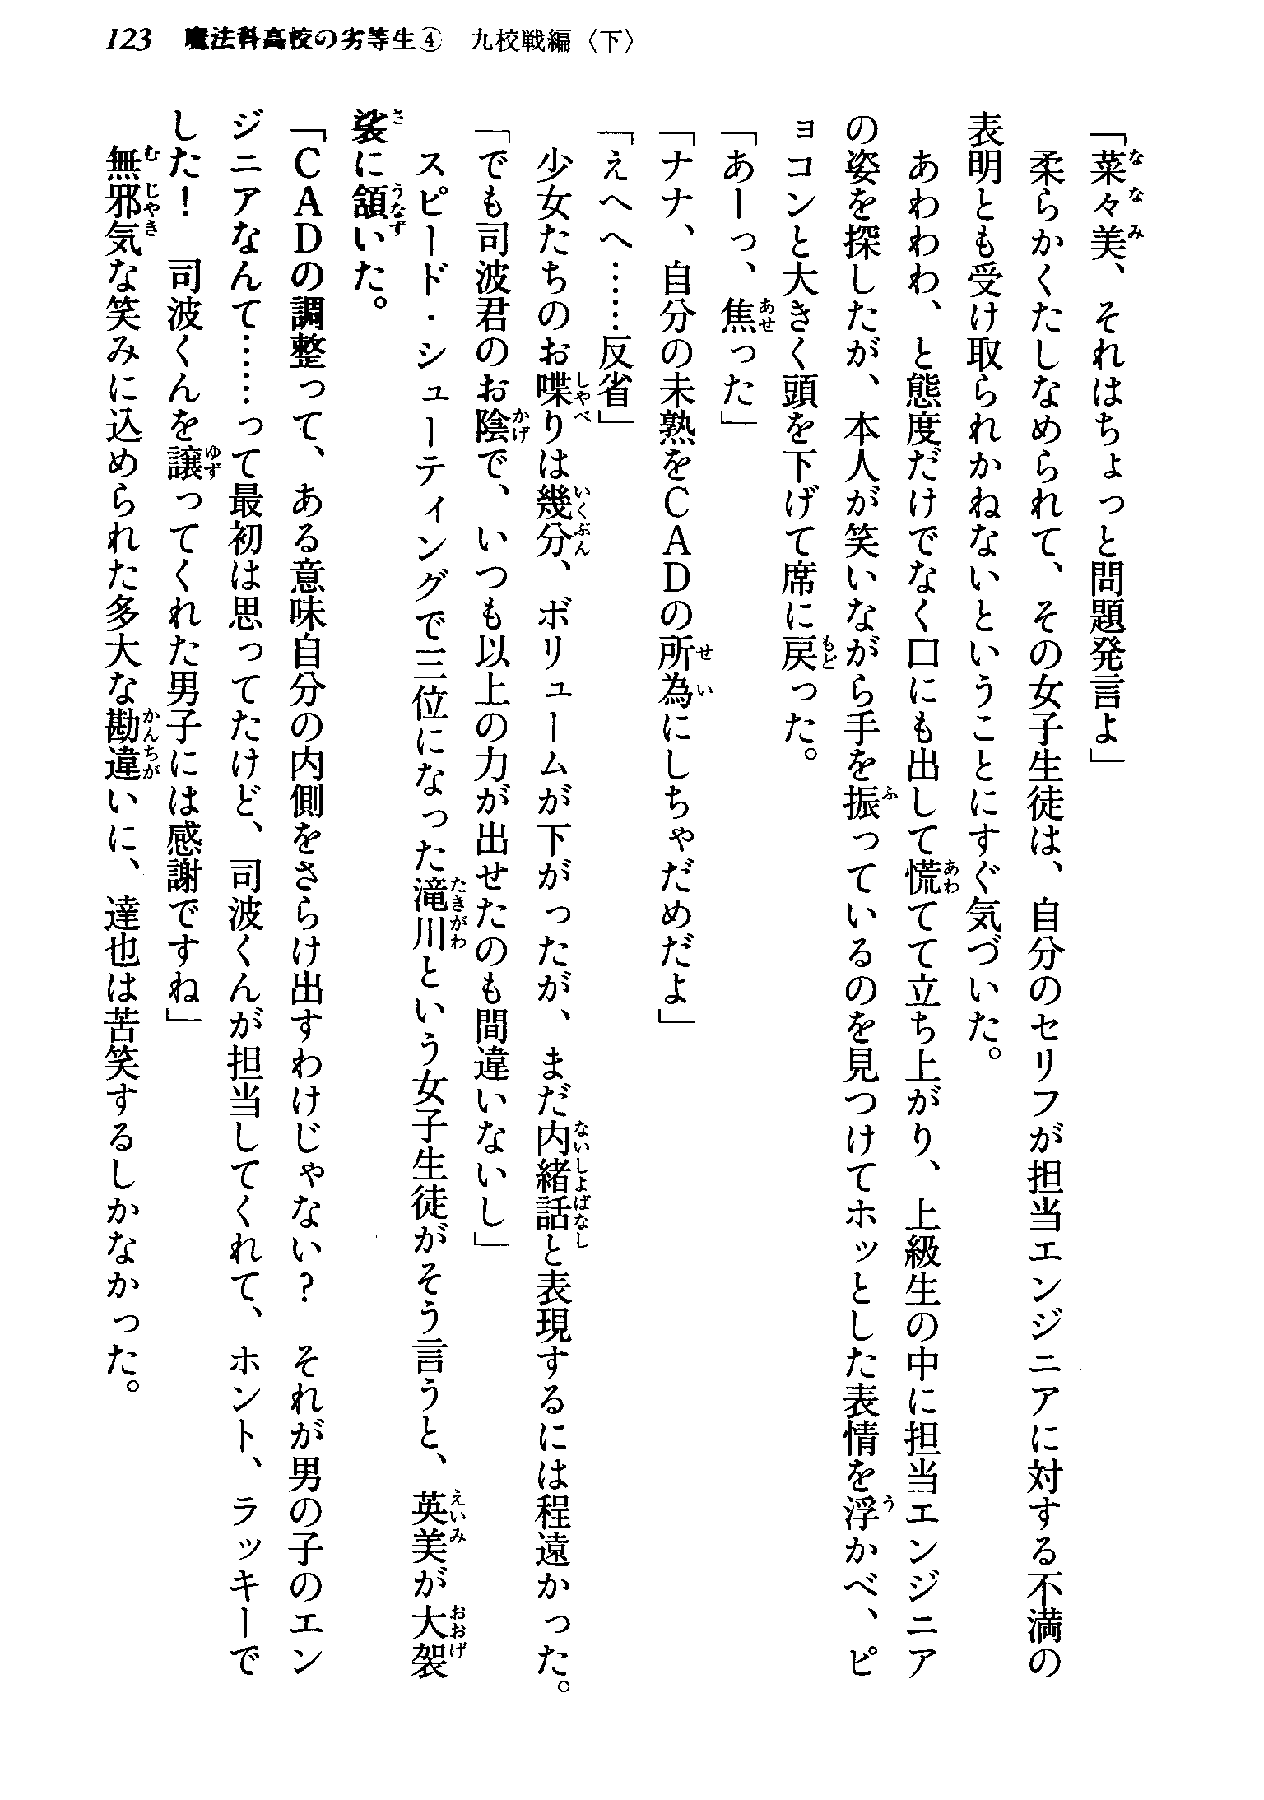 123 魔法科高校の劣等生④ 九校戦編〈下〉
「菜々美、それはちょっと問題発言よ」
柔らかくたしなめられて、その女子生徒は、自分のセリフが担当エンジニアに対する不満の
表明とも受け取られかねないということにすぐ気づいた。
あわわわ、と態度だけでなく口にも出して慌てて立ち上がり、上級生の中に担当エンジニア
の姿を探したが、本人が笑いながら手を振っているのを見つけてホッとした表情を浮かべ、ピ
ョコンと大きく頭を下げて席に戻った。
「あーっ、焦った」
「ナナ、自分の未熟をCADの所為にしちゃだめだよ」
「えへへ……反省」
少女たちのお喋りは幾分、ボリュームが下がったが、まだ内緒話と表現するには程遠かった。
「でも司波君のお陰で、いつも以上の力が出せたのも間違いないし」
スピード・シューティングで三位になった滝川という女子生徒がそう言うと、英美が大袈
裟に頷いた。
「CADの調整って、ある意味自分の内側をさらけ出すわけじゃない？ それが男の子のエン
ジニアなんて……って最初は思ってたけど、司波くんが担当してくれて、ホント、ラッキーで
した！ 司波くんを譲ってくれた男子には感謝ですね」
無邪気な笑みに込められた多大な勘違いに、達也は苦笑するしかなかった。